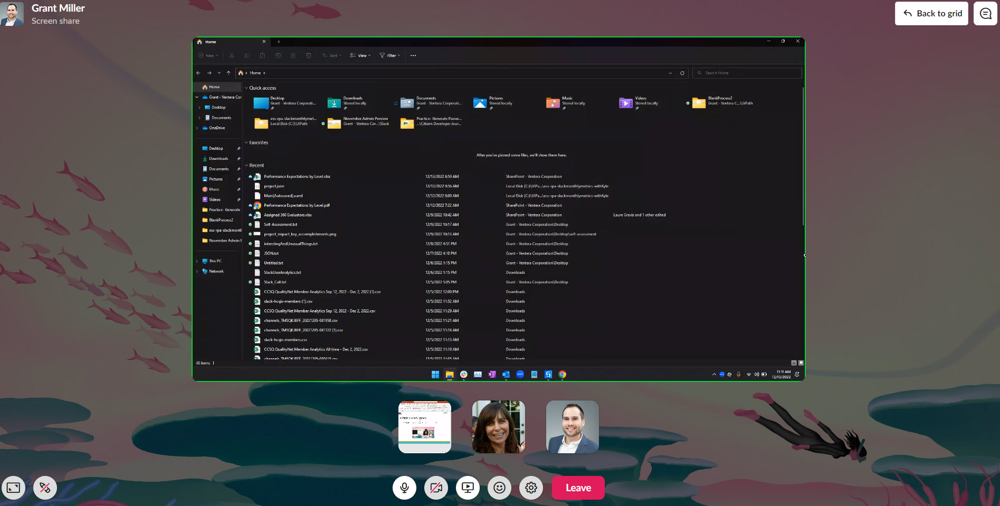 Grant Miller
Screen share
Back to grid
Home
New
Sort
View
Filter
Home
Search Home
Home
Grant - Ventera Cor
Desktop
Documents
OneDrive
Desktop
Downloads
Documents
Pictures
Music
Videos
Practice- Generate
BlankProcess2
ess-rpa-slackmonthl
November Admin P
This PC
Network
Quick access
Desktop
Grant - Ventera Corporati...
Downloads
Stored locally
Documents
Grant - Ventera Corporati...
Pictures
Stored locally
Music
Stored locally
Videos
Stored locally
BlankProcess2
Grant - Ventera C...\UiPath
ess-rpa-slackmonthlymet...
Local Disk (C:)\UiPath
November Admin Preview
Grant - Ventera Cor...\Slack
Practice- Generate Passw...
...\Citizen Developer Jour...
Favorites
After you've pinned some files, we'll show them here.
Recent
Performance Expectations by Level.xlsx 12/13/2022 8:59 AM SharePoint - Ventera Corporation
project.json 12/12/2022 9:56 AM Local Disk (C:)\UiPa...\ess-rpa-slackmonthlymetrics-withKyle
Main(Autosaved).xaml 12/12/2022 8:00 AM Local Disk (C:)\UiPa...\ess-rpa-slackmonthlymetrics-withKyle
Performance Expectations by Level.pdf 12/12/2022 7:22 AM SharePoint - Ventera Corporation
Assigned 360 Evaluators.xlsx 12/9/2022 10:42 AM SharePoint - Ventera Corporation Laure Gravis and 1 other edited
Self-Assessment.txt 12/9/2022 10:17 AM Grant - Ventera Corporation\Desktop
project_impact_key_accomplishments.png 12/9/2022 10:13 AM Grant - Ventera Corporation\Desktop\self-assessment
interstingAndUnusualThings.txt 12/8/2022 4:51 PM Grant - Ventera Corporation\Desktop
JSON.txt 12/7/2022 4:10 PM Grant - Ventera Corporation\Desktop
Untitled.txt 12/6/2022 1:15 PM Grant - Ventera Corporation\Desktop
SlackUserAnalytics.txt 12/6/2022 1:15 PM Downloads
Slack_Call.txt 12/5/2022 5:05 PM Grant - Ventera Corporation\Desktop
CCSQ QualityNet Member Analytics Sep 12, 2022 - Dec 2, 2022 (1).csv 12/5/2022 12:00 PM Downloads
slack-hcqis-members (1).csv 12/5/2022 11:52 AM Downloads
CCSQ QualityNet Member Analytics Sep 12, 2022 - Dec 2, 2022.csv 12/5/2022 11:29 AM Downloads
channels_TM5QKJBFF_20221205-081958.csv 12/5/2022 11:21 AM Downloads
channels_TM5QKJBFF_20221205-081722 (1).csv 12/5/2022 11:18 AM Downloads
slack-hcqis-members.csv 12/5/2022 11:13 AM Downloads
CCSQ QualityNet Member Analytics All time - Dec 2, 2022.csv 12/5/2022 11:10 AM Downloads
channels_TM5QKJBFF_20221205-080415.csv 12/5/2022 11:05 AM Downloads
48 items
11:11 AM
12/13/2022
Leave